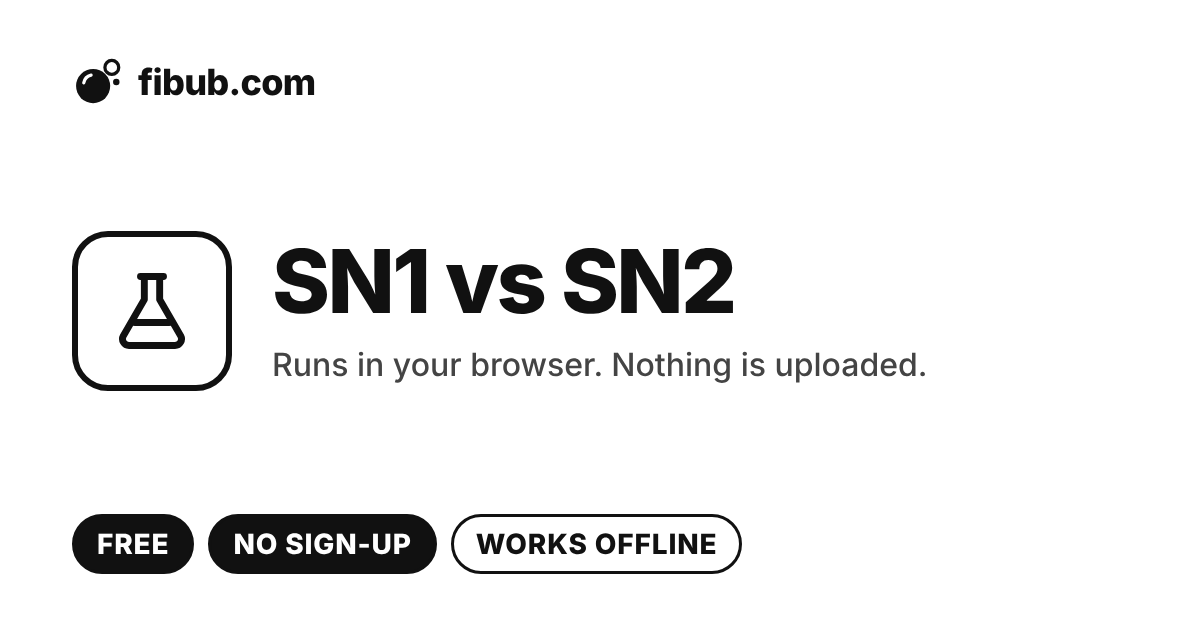 fibub.com
SN1 vs SN2
Runs in your browser. Nothing is uploaded.
FREE NO SIGN-UP WORKS OFFLINE